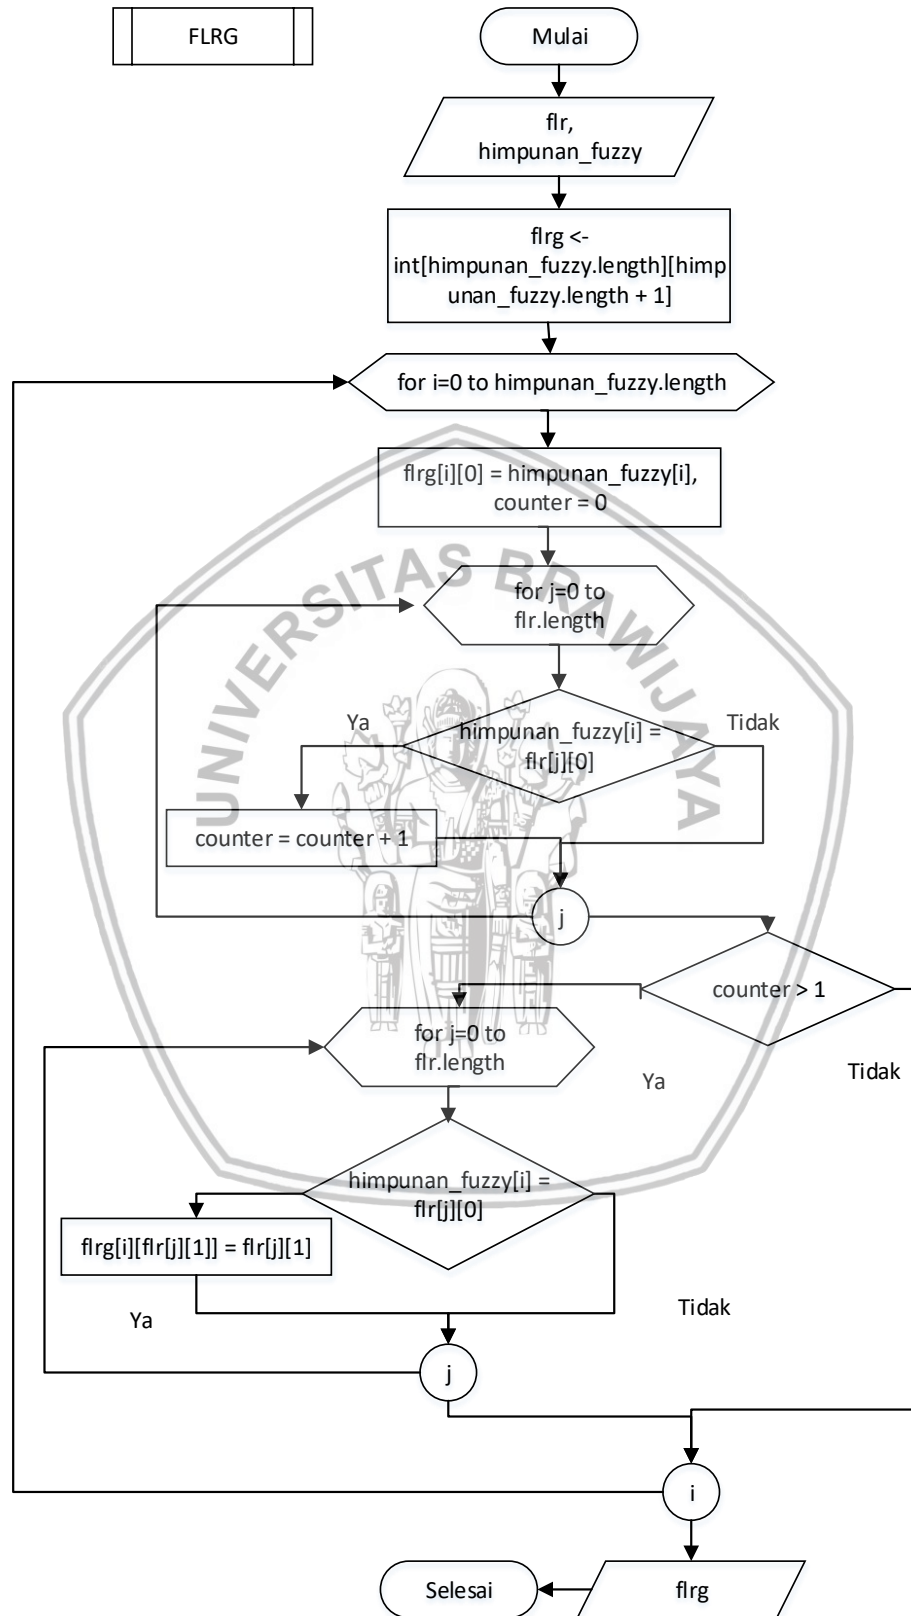 FLRG
Mulai
flr,
himpunan_fuzzy
flrg <-
int[himpunan_fuzzy.length][himp
unan_fuzzy.length + 1]
for i=0 to himpunan_fuzzy.length
flrg[i][0] = himpunan_fuzzy[i],
counter = 0
UNIVERSITAS BRAWIJAYA
for j=0 to
flr.length
Ya
himpunan_fuzzy[i] =
flr[j][0]
Tidak
counter = counter + 1
j
counter > 1
for j=0 to
flr.length
Ya
Tidak
himpunan_fuzzy[i] =
flr[j][0]
flrg[i][flr[j][1]] = flr[j][1]
Ya
Tidak
j
i
Selesai
flrg